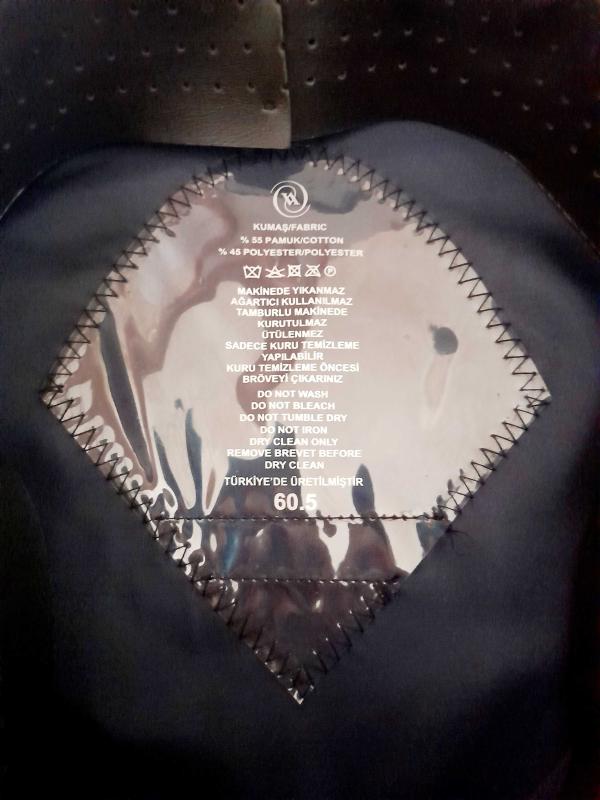 KUMAŞ/FABRIC
% 55 PAMUK/COTTON
% 45 POLYESTER/POLYESTER
MAKİNEDE YIKANMAZ
AĞARTICI KULLANILMAZ
TAMBURLU MAKİNEDE
KURUTULMAZ
ÜTÜLENMEZ
SADECE KURU TEMİZLEME
YAPILABİLİR
KURU TEMİZLEME ÖNCESİ
BRÖVEYİ ÇIKARINIZ
DO NOT WASH
DO NOT BLEACH
DO NOT TUMBLE DRY
DO NOT IRON
DRY CLEAN ONLY
REMOVE BREVET BEFORE
DRY CLEAN
TÜRKİYE'DE ÜRETİLMİŞTİR
60.5